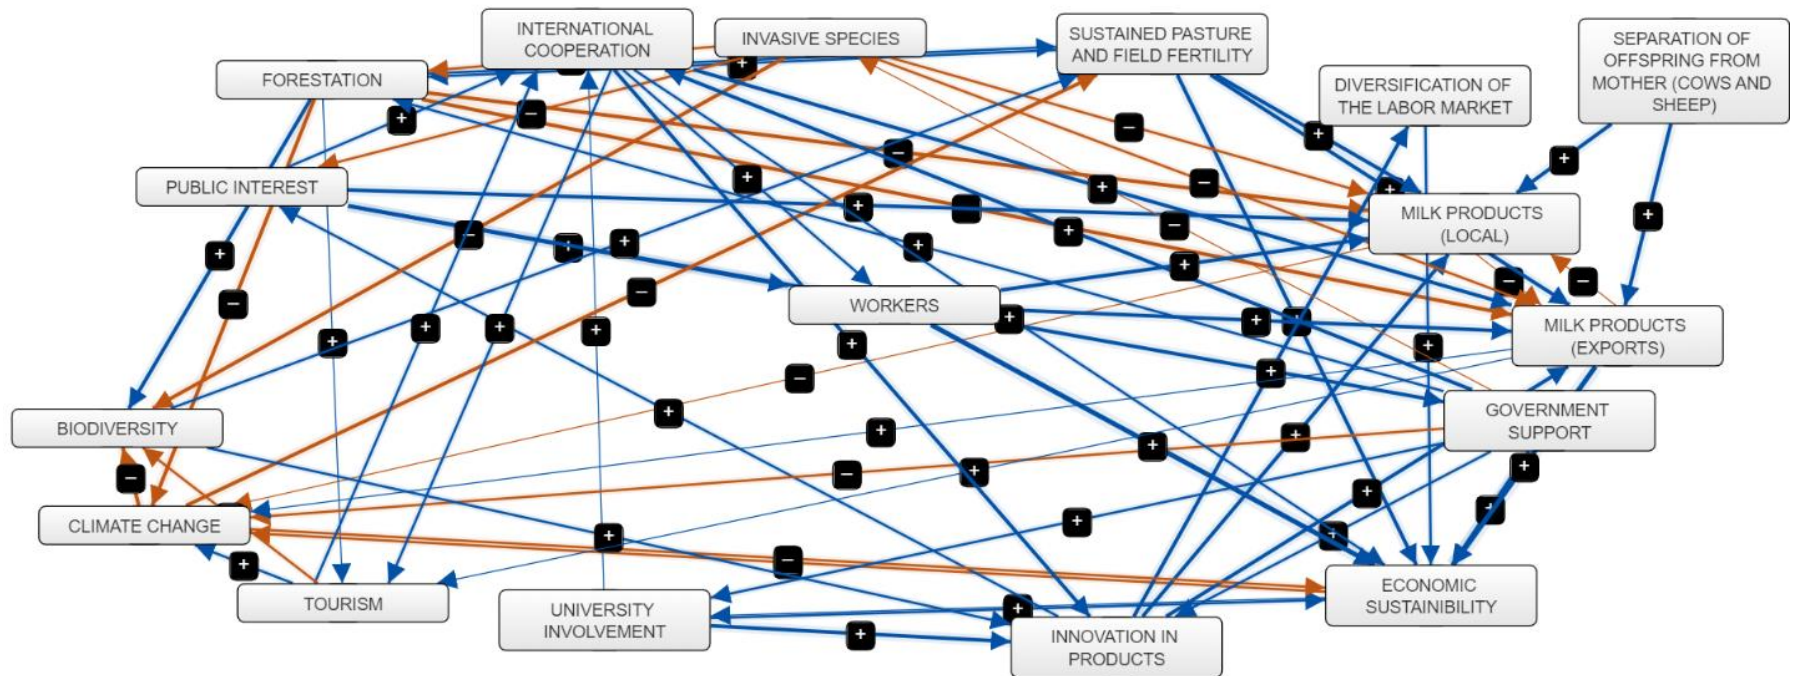 INTERNATIONAL
COOPERATION
INVASIVE SPECIES
SUSTAINED PASTURE
AND FIELD FERTILITY
SEPARATION OF
OFFSPRING FROM
MOTHER (COWS AND
SHEEP)
FORESTATION
DIVERSIFICATION OF
THE LABOR MARKET
PUBLIC INTEREST
MILK PRODUCTS
(LOCAL)
WORKERS
MILK PRODUCTS
(EXPORTS)
BIODIVERSITY
GOVERNMENT
SUPPORT
CLIMATE CHANGE
TOURISM
UNIVERSITY
INVOLVEMENT
INNOVATION IN
PRODUCTS
ECONOMIC
SUSTAINIBILITY